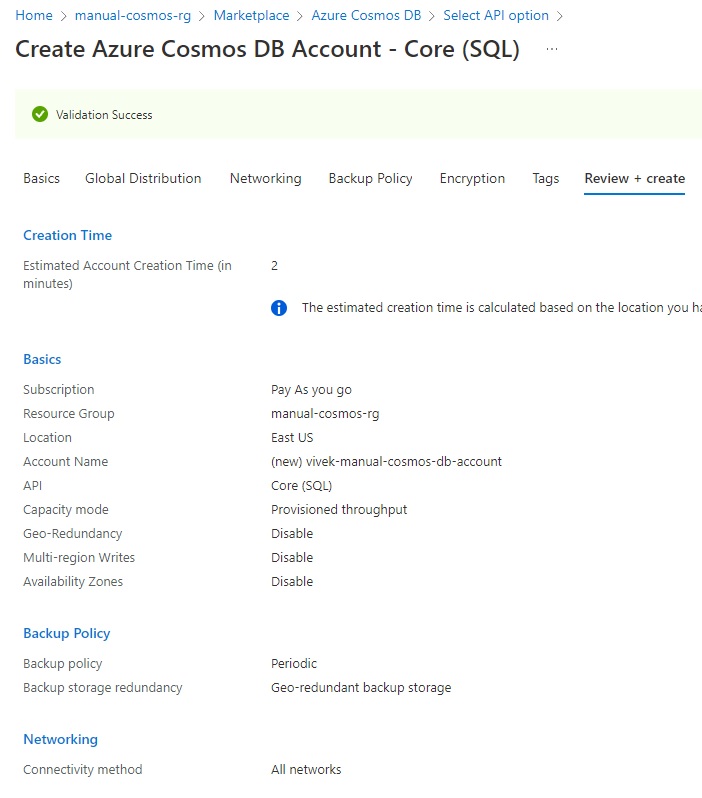 Home > manual-cosmos-rg > Marketplace > Azure Cosmos DB > Select API option >
Create Azure Cosmos DB Account - Core (SQL) ...
Validation Success
Basics Global Distribution Networking Backup Policy Encryption Tags Review + create
Creation Time
Estimated Account Creation Time (in 2
minutes)
The estimated creation time is calculated based on the location you ha
Basics
Subscription Pay As you go
Resource Group manual-cosmos-rg
Location East US
Account Name (new) vivek-manual-cosmos-db-account
API Core (SQL)
Capacity mode Provisioned throughput
Geo-Redundancy Disable
Multi-region Writes Disable
Availability Zones Disable
Backup Policy
Backup policy Periodic
Backup storage redundancy Geo-redundant backup storage
Networking
Connectivity method All networks